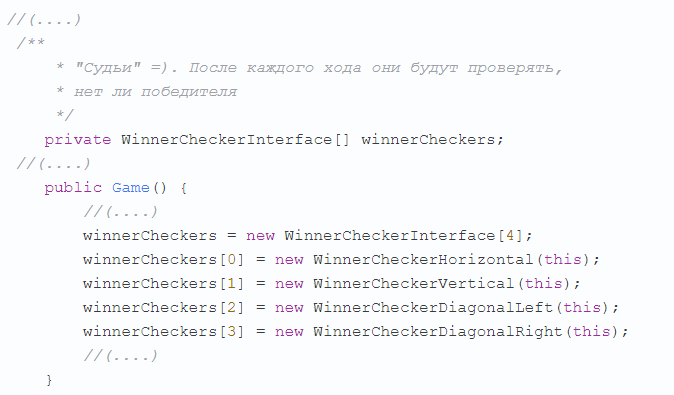 //(....)
/**
* "Судьи" =). После каждого хода они будут проверять,
* нет ли победителя
*/
private WinnerCheckerInterface[] winnerCheckers;
//(....)
public Game() {
//(....)
winnerCheckers = new WinnerCheckerInterface[4];
winnerCheckers[0] = new WinnerCheckerHorizontal(this);
winnerCheckers[1] = new WinnerCheckerVertical(this);
winnerCheckers[2] = new WinnerCheckerDiagonalLeft(this);
winnerCheckers[3] = new WinnerCheckerDiagonalRight(this);
//(....)
}